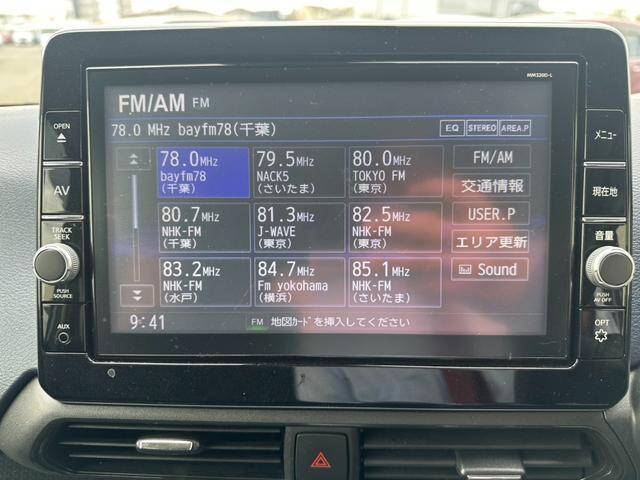 MM320D-L
FM/AM FM
78.0 MHz bayfm78(千葉) EQ STEREO AREA.P
78.0MHz bayfm78 (千葉)
79.5MHz NACK5 (さいたま)
80.0MHz TOKYO FM (東京)
FM/AM
交通情報
80.7MHz NHK-FM (千葉)
81.3MHz J-WAVE (東京)
82.5MHz NHK-FM (東京)
USER.P
エリア更新
83.2MHz NHK-FM (水戸)
84.7MHz Fm yokohama (横浜)
85.1MHz NHK-FM (さいたま)
Sound
9:41 FM 地図ｶｰﾄﾞを挿入してください
OPEN
AV
TRACK SEEK
PUSH SOURCE
AUX
メニュー
現在地
音量
AV OFF
OPT